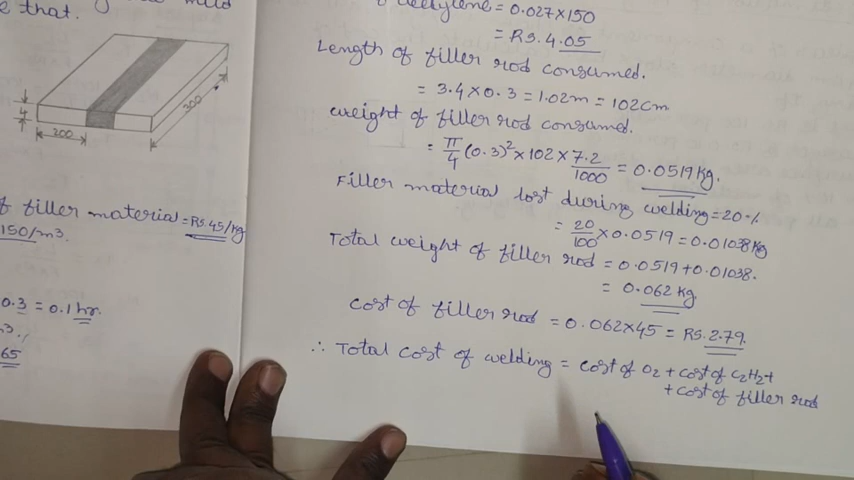 e that.
4
200
300
filler material = RS.45/kg
150/m3.
0.3 = 0.1 hr.
65
= 0.027×150
= RS.4.05
Length of filler rod consumed.
= 3.4×0.3 = 1.02m = 102cm
weight of filler rod consumed.
= π/4 (0.3)² × 102 × 7.2/1000 = 0.0519 kg.
Filler material lost during welding = 20%
= 20/100 × 0.0519 = 0.01038 kg
Total weight of filler rod = 0.0519 + 0.01038.
= 0.062 kg
cost of filler rod = 0.062×45 = RS.2.79.
∴ Total cost of welding = cost of O2 + cost of C2H2 +
+ cost of filler rod